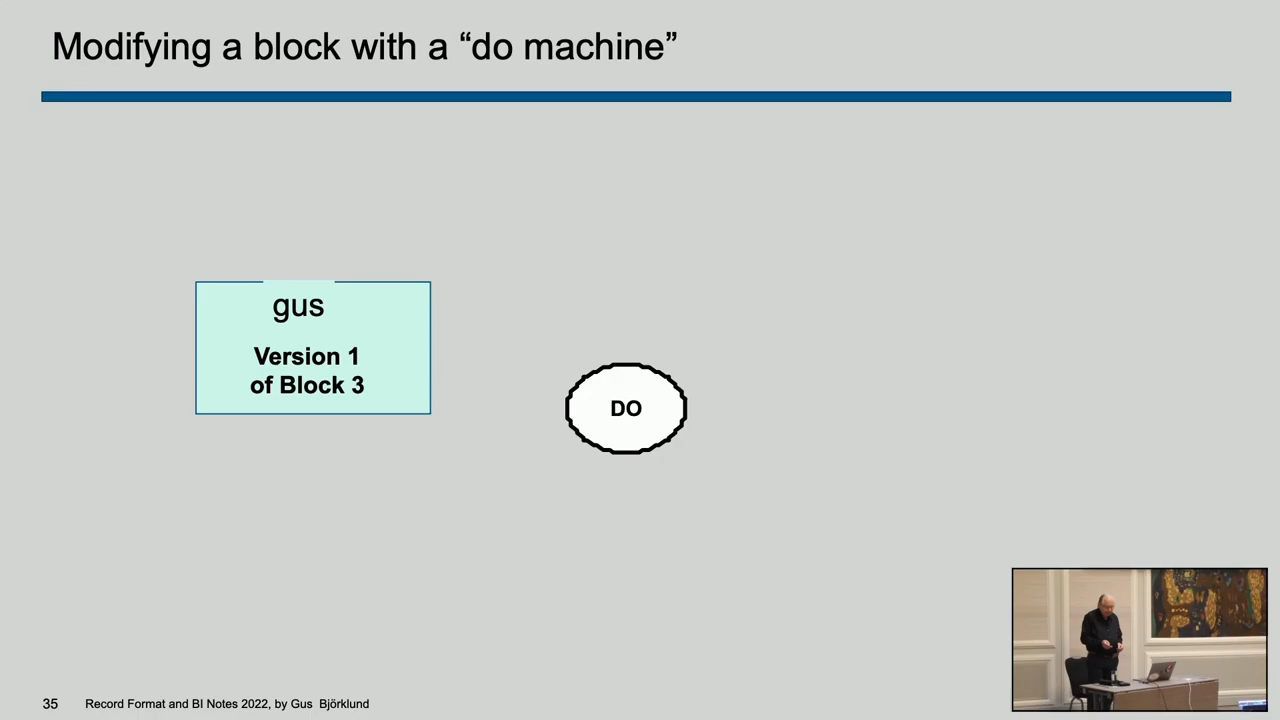 Modifying a block with a “do machine”
gus
Version 1
of Block 3
DO
35 Record Format and BI Notes 2022, by Gus Björklund